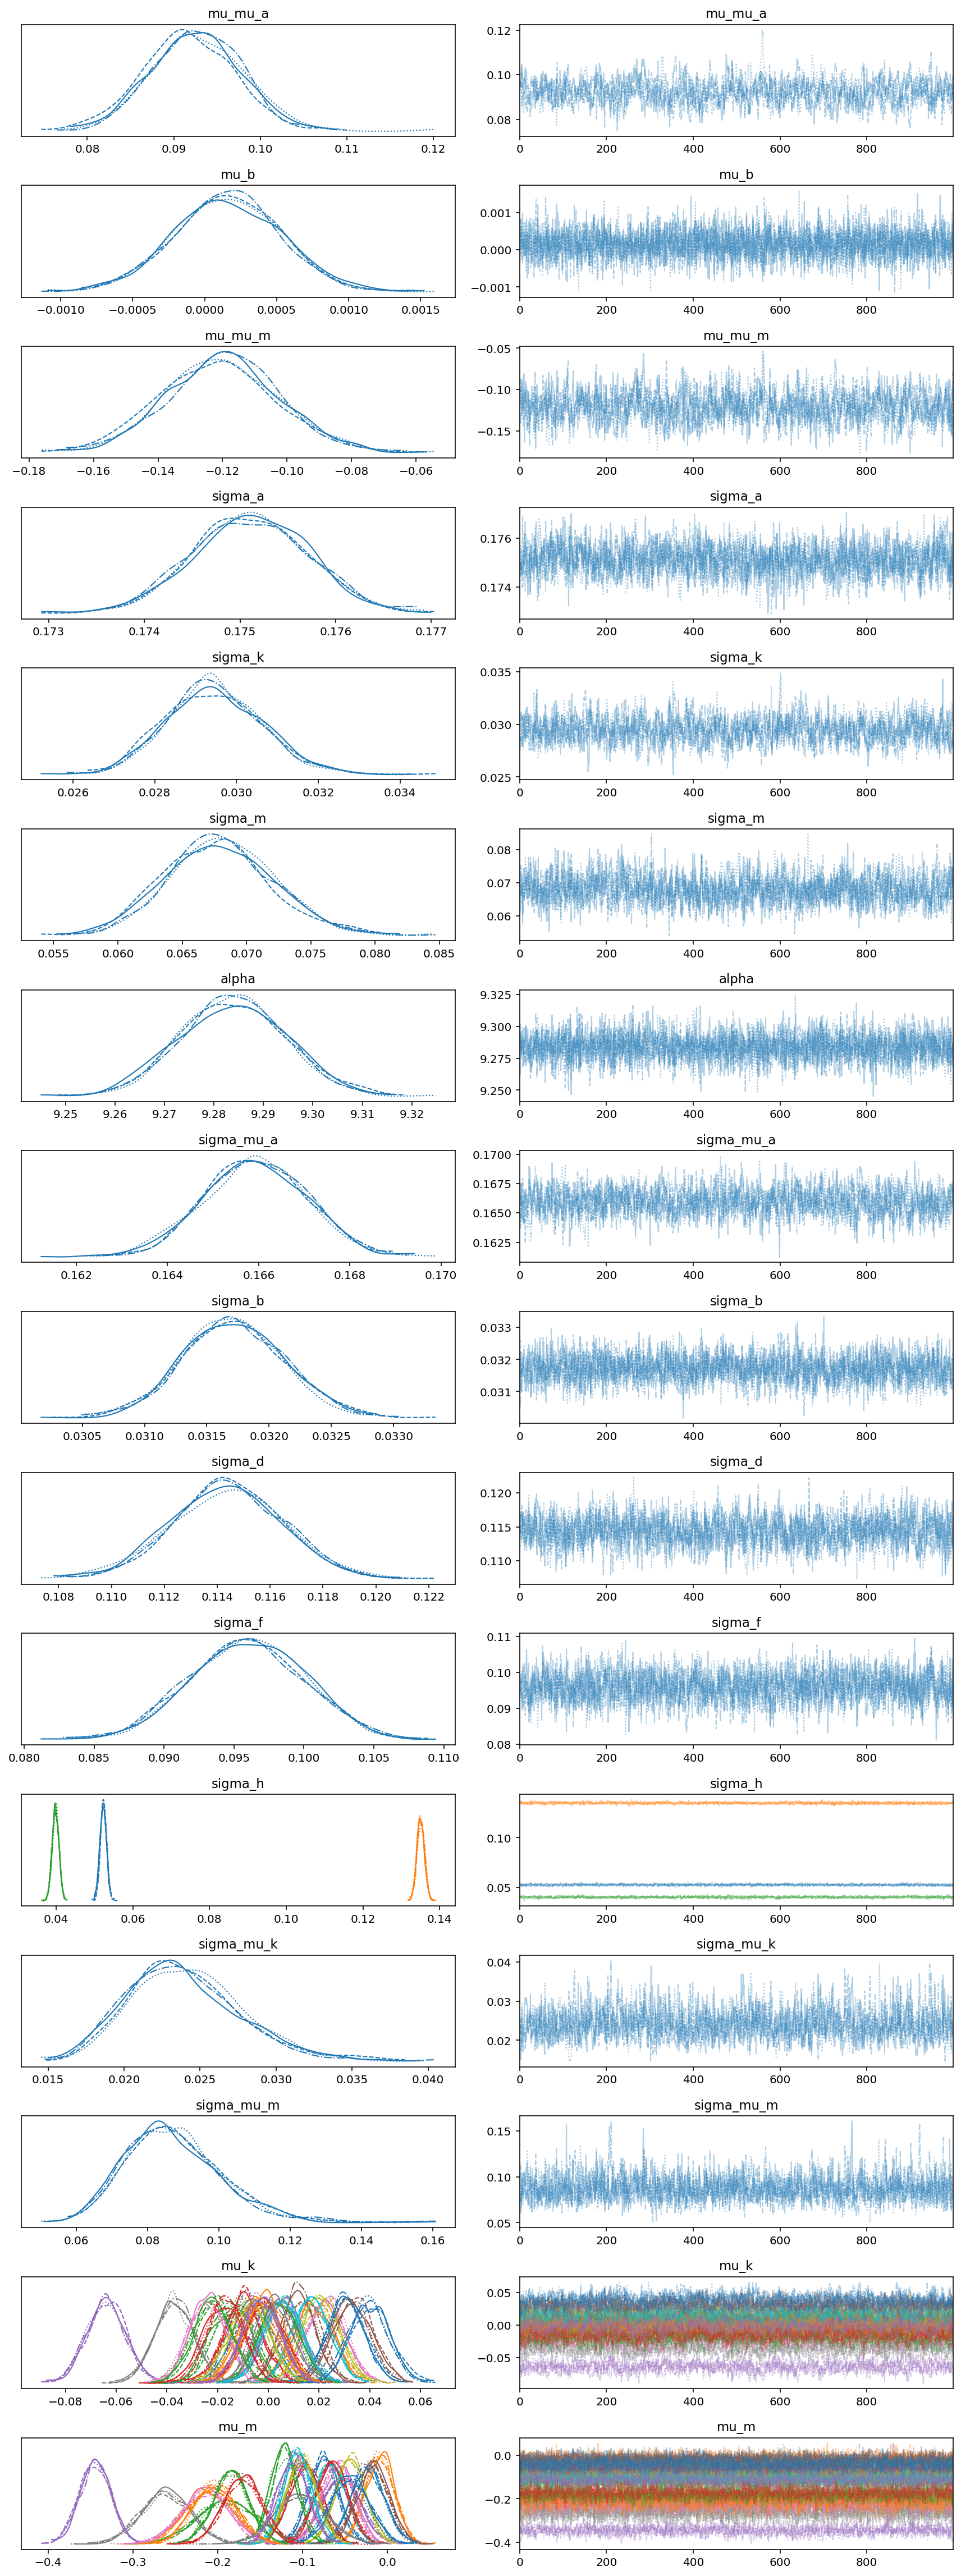 mu_mu_a mu_mu_a
0.12
0.10
0.08
0.08 0.09 0.10 0.11 0.12 0 200 400 600 800
mu_b mu_b
0.001
0.000
−0.001
−0.0010 −0.0005 0.0000 0.0005 0.0010 0.0015 0 200 400 600 800
mu_mu_m mu_mu_m
−0.05
−0.10
−0.15
−0.18 −0.16 −0.14 −0.12 −0.10 −0.08 −0.06 0 200 400 600 800
sigma_a sigma_a
0.176
0.174
0.173 0.174 0.175 0.176 0.177 0 200 400 600 800
sigma_k sigma_k
0.035
0.030
0.025
0.026 0.028 0.030 0.032 0.034 0 200 400 600 800
sigma_m sigma_m
0.08
0.07
0.06
0.055 0.060 0.065 0.070 0.075 0.080 0.085 0 200 400 600 800
alpha alpha
9.325
9.300
9.275
9.250
9.25 9.26 9.27 9.28 9.29 9.30 9.31 9.32 0 200 400 600 800
sigma_mu_a sigma_mu_a
0.1700
0.1675
0.1650
0.1625
0.162 0.164 0.166 0.168 0.170 0 200 400 600 800
sigma_b sigma_b
0.033
0.032
0.031
0.0305 0.0310 0.0315 0.0320 0.0325 0.0330 0 200 400 600 800
sigma_d sigma_d
0.120
0.115
0.110
0.108 0.110 0.112 0.114 0.116 0.118 0.120 0.122 0 200 400 600 800
sigma_f sigma_f
0.11
0.10
0.09
0.08
0.080 0.085 0.090 0.095 0.100 0.105 0.110 0 200 400 600 800
sigma_h sigma_h
0.10
0.05
0.04 0.06 0.08 0.10 0.12 0.14 0 200 400 600 800
sigma_mu_k sigma_mu_k
0.04
0.03
0.02
0.015 0.020 0.025 0.030 0.035 0.040 0 200 400 600 800
sigma_mu_m sigma_mu_m
0.15
0.10
0.05
0.06 0.08 0.10 0.12 0.14 0.16 0 200 400 600 800
mu_k mu_k
0.05
0.00
−0.05
−0.08 −0.06 −0.04 −0.02 0.00 0.02 0.04 0.06 0 200 400 600 800
mu_m mu_m
0.0
−0.2
−0.4
−0.4 −0.3 −0.2 −0.1 0.0 0 200 400 600 800